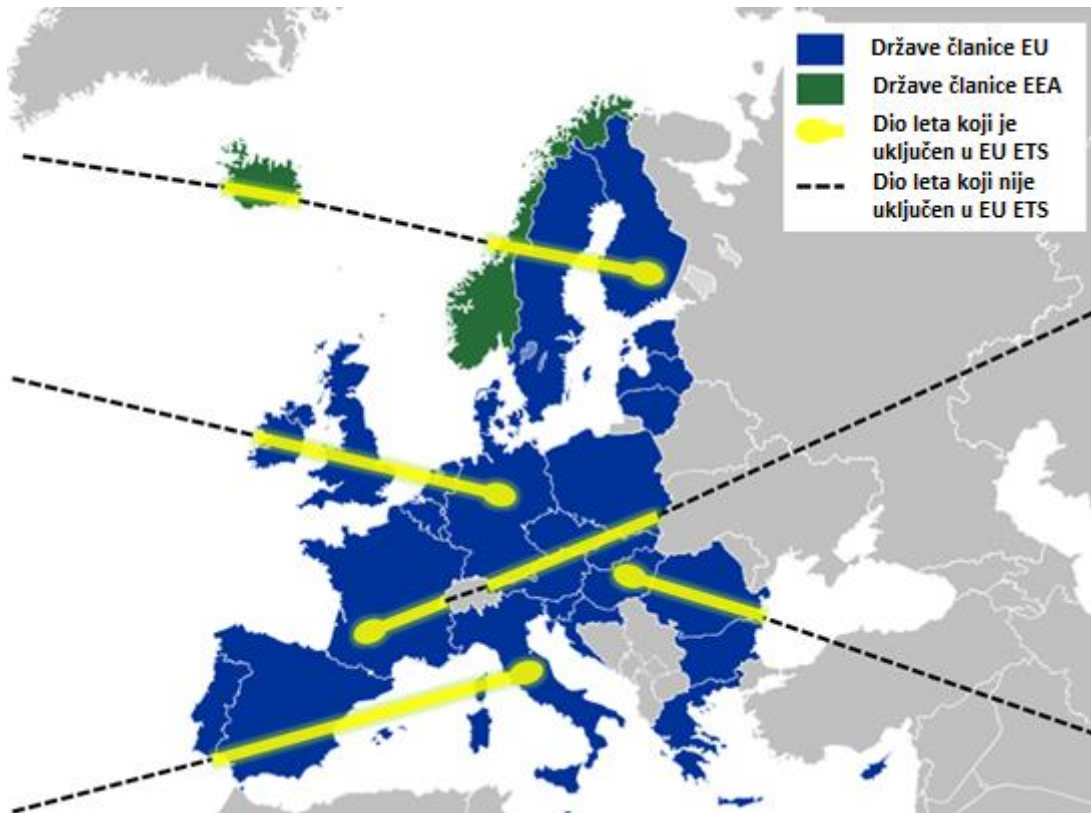 Države članice EU
Države članice EEA
Dio leta koji je
uključen u EU ETS
Dio leta koji nije
uključen u EU ETS